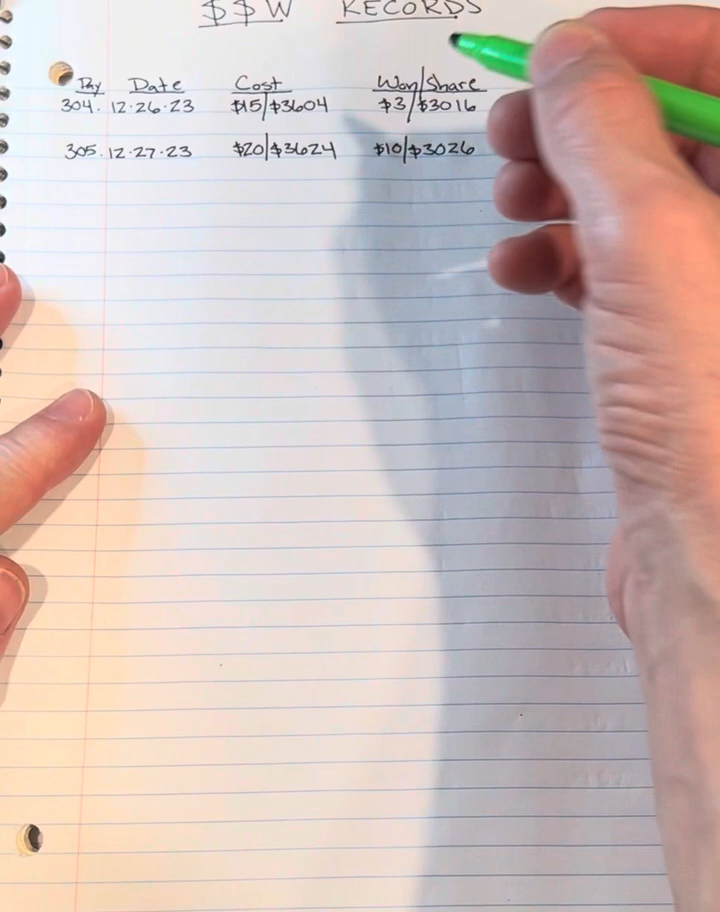 $$W RECORDS
Day Date Cost Won/Share
304. 12.26.23 $15/$3604 $3/$3016
305. 12.27.23 $20/$3624 $10/$3026